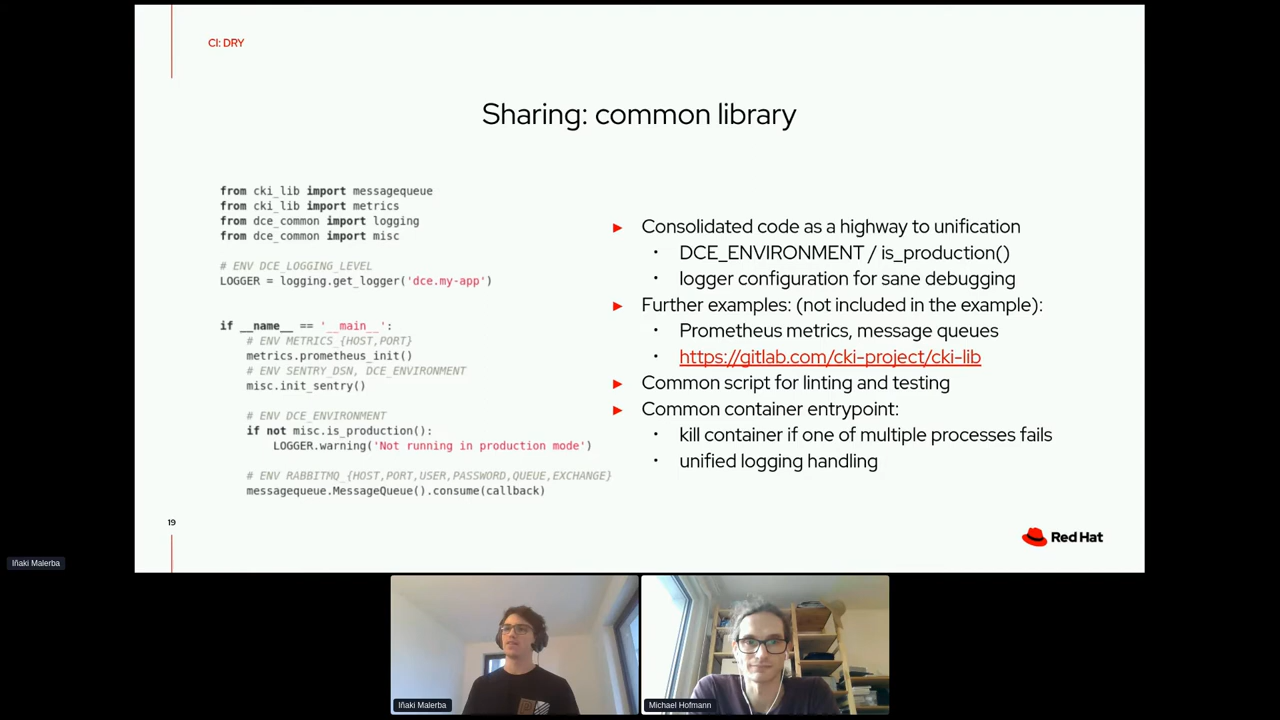 CI: DRY
Sharing: common library
from cki_lib import messagequeue
from cki_lib import metrics
from dce_common import logging
from dce_common import misc
# ENV DCE_LOGGING_LEVEL
LOGGER = logging.get_logger('dce.my-app')
if __name__ == '__main__':
# ENV METRICS_{HOST,PORT}
metrics.prometheus_init()
# ENV SENTRY_DSN, DCE_ENVIRONMENT
misc.init_sentry()
# ENV DCE_ENVIRONMENT
if not misc.is_production():
LOGGER.warning('Not running in production mode')
# ENV RABBITMQ_{HOST,PORT,USER,PASSWORD,QUEUE,EXCHANGE}
messagequeue.MessageQueue().consume(callback)
► Consolidated code as a highway to unification
· DCE_ENVIRONMENT / is_production()
· logger configuration for sane debugging
► Further examples: (not included in the example):
· Prometheus metrics, message queues
· https://gitlab.com/cki-project/cki-lib
► Common script for linting and testing
► Common container entrypoint:
· kill container if one of multiple processes fails
· unified logging handling
19
Red Hat
Iñaki Malerba
Iñaki Malerba
Michael Hofmann